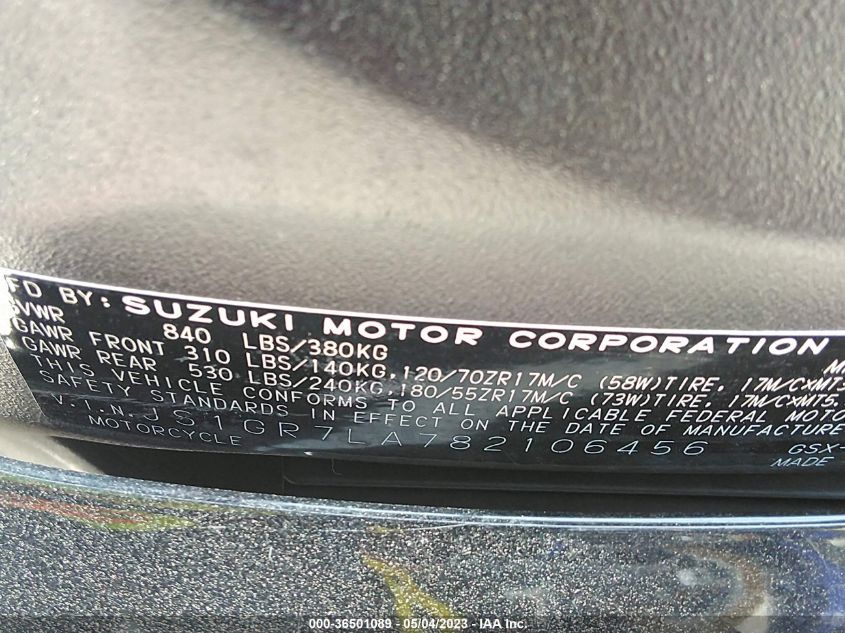 FD BY: SUZUKI MOTOR CORPORATION
GVWR 840 LBS/380KG
GAWR FRONT 310 LBS/140KG,120/70ZR17M/C (58W)TIRE, 17M/CXMT3
GAWR REAR 530 LBS/240KG,180/55ZR17M/C (73W)TIRE, 17M/CXMT5.
THIS VEHICLE CONFORMS TO ALL APPLICABLE FEDERAL MOTO
SAFETY STANDARDS IN EFFECT ON THE DATE OF MANUFACTURE
V.I.N.JS1GR7LA782106456 GSX-
MOTORCYCLE MADE
000-36501089 - 05/04/2023 - IAA Inc.